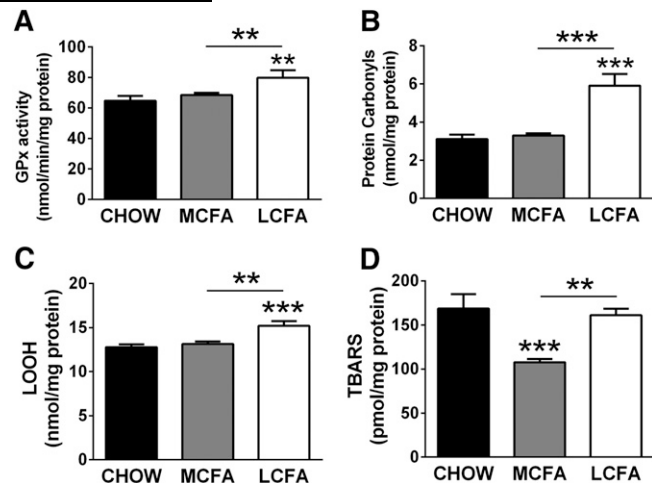 A
GPx activity
(nmol/min/mg protein)
100
80
60
40
20
0
**
**
CHOW MCFA LCFA
B
Protein Carbonyls
(nmol/mg protein)
8
6
4
2
0
***
***
CHOW MCFA LCFA
C
LOOH
(nmol/mg protein)
20
15
10
5
0
**
***
CHOW MCFA LCFA
D
TBARS
(pmol/mg protein)
200
150
100
50
0
***
**
CHOW MCFA LCFA